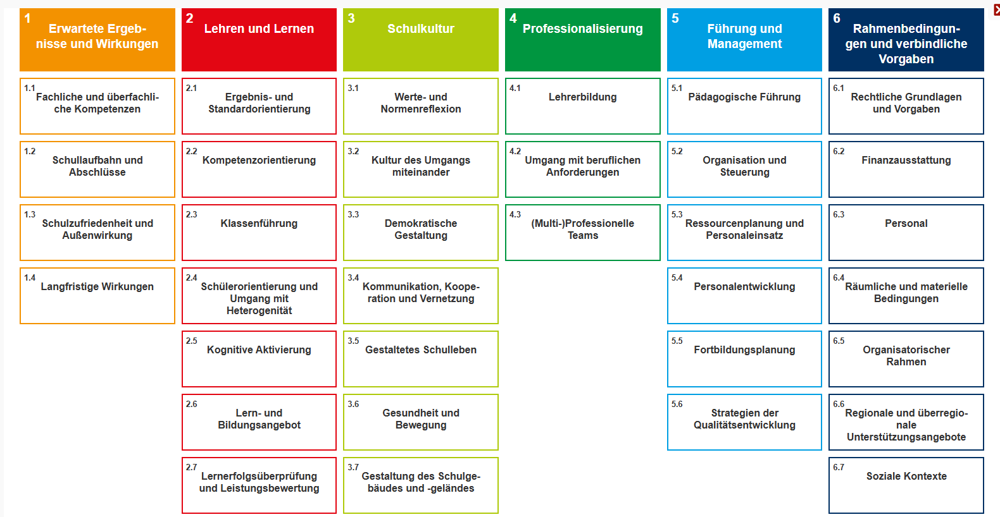 1
Erwartete Ergeb-
nisse und Wirkungen
1.1
Fachliche und überfachli-
che Kompetenzen
1.2
Schullaufbahn und
Abschlüsse
1.3
Schulzufriedenheit und
Außenwirkung
1.4
Langfristige Wirkungen
2
Lehren und Lernen
2.1
Ergebnis- und
Standardorientierung
2.2
Kompetenzorientierung
2.3
Klassenführung
2.4
Schülerorientierung und
Umgang mit
Heterogenität
2.5
Kognitive Aktivierung
2.6
Lern- und
Bildungsangebot
2.7
Lernerfolgsüberprüfung
und Leistungsbewertung
3
Schulkultur
3.1
Werte- und
Normenreflexion
3.2
Kultur des Umgangs
miteinander
3.3
Demokratische
Gestaltung
3.4
Kommunikation, Koope-
ration und Vernetzung
3.5
Gestaltetes Schulleben
3.6
Gesundheit und
Bewegung
3.7
Gestaltung des Schulge-
bäudes und -geländes
4
Professionalisierung
4.1
Lehrerbildung
4.2
Umgang mit beruflichen
Anforderungen
4.3
(Multi-)Professionelle
Teams
5
Führung und
Management
5.1
Pädagogische Führung
5.2
Organisation und
Steuerung
5.3
Ressourcenplanung und
Personaleinsatz
5.4
Personalentwicklung
5.5
Fortbildungsplanung
5.6
Strategien der
Qualitätsentwicklung
6
Rahmenbedingun-
gen und verbindliche
Vorgaben
6.1
Rechtliche Grundlagen
und Vorgaben
6.2
Finanzausstattung
6.3
Personal
6.4
Räumliche und materielle
Bedingungen
6.5
Organisatorischer
Rahmen
6.6
Regionale und überregio-
nale
Unterstützungsangebote
6.7
Soziale Kontexte